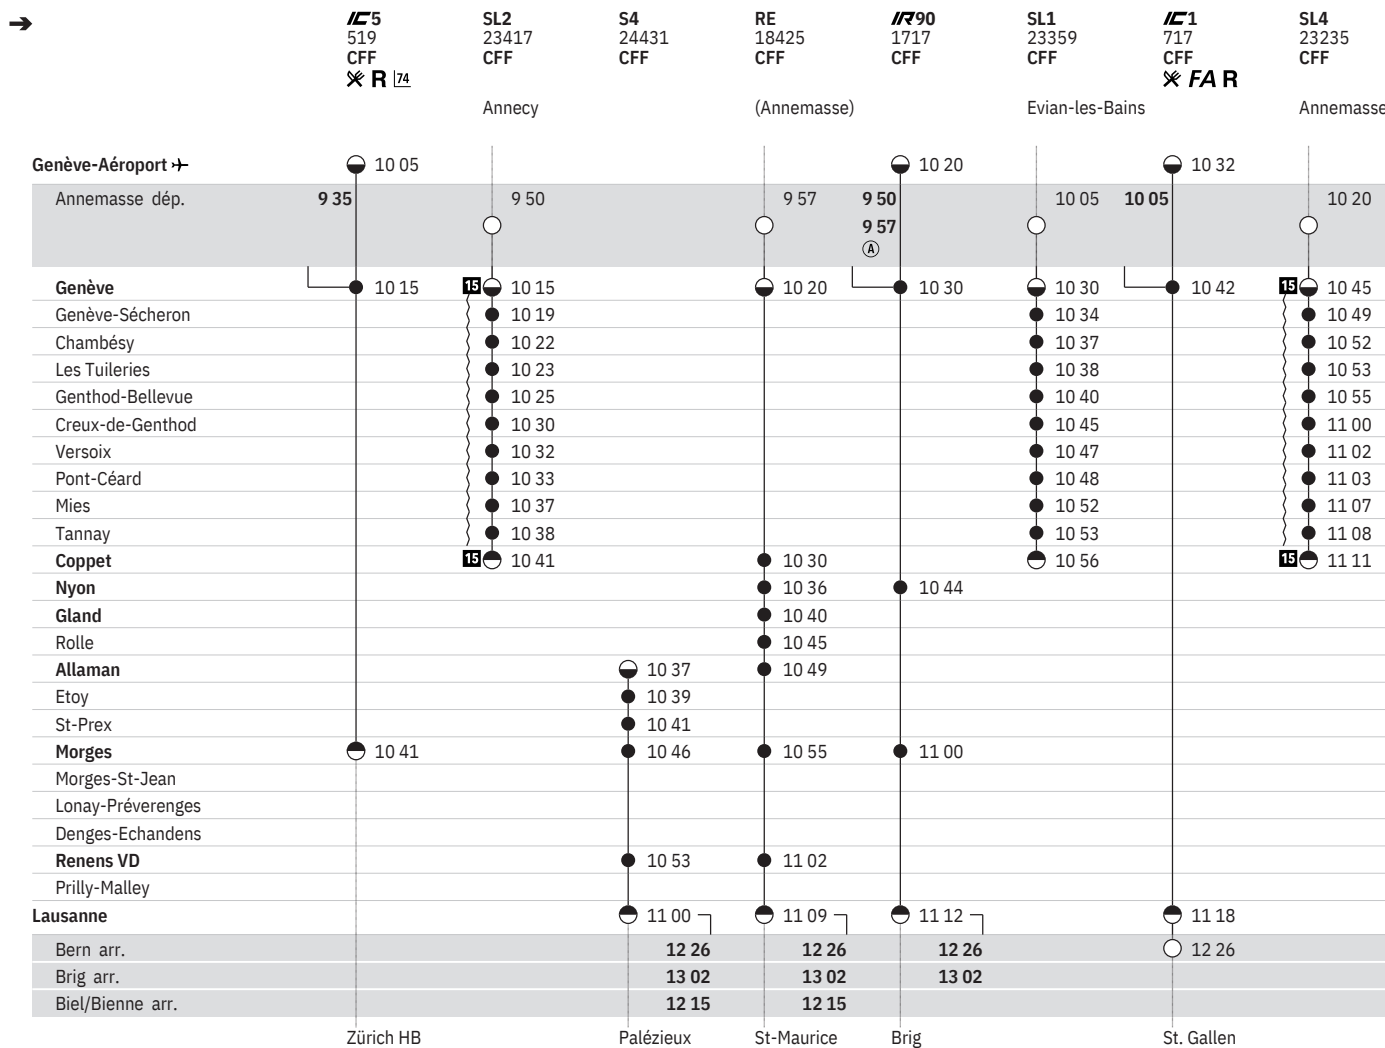 ➔ IC5 SL2 S4 RE IR90 SL1 IC1 SL4
519 23417 24431 18425 1717 23359 717 23235
CFF CFF CFF CFF CFF CFF CFF CFF
R 74 FA R
Annecy (Annemasse) Evian-les-Bains Annemasse
Genève-Aéroport 10 05 10 20 10 32
Annemasse dép. 9 35 9 50 9 57 9 50 10 05 10 05 10 20
9 57
A
Genève 10 15 15 10 15 10 20 10 30 10 30 10 42 15 10 45
Genève-Sécheron 10 19 10 34 10 49
Chambésy 10 22 10 37 10 52
Les Tuileries 10 23 10 38 10 53
Genthod-Bellevue 10 25 10 40 10 55
Creux-de-Genthod 10 30 10 45 11 00
Versoix 10 32 10 47 11 02
Pont-Céard 10 33 10 48 11 03
Mies 10 37 10 52 11 07
Tannay 10 38 10 53 11 08
Coppet 15 10 41 10 30 10 56 15 11 11
Nyon 10 36 10 44
Gland 10 40
Rolle 10 45
Allaman 10 37 10 49
Etoy 10 39
St-Prex 10 41
Morges 10 41 10 46 10 55 11 00
Morges-St-Jean
Lonay-Préverenges
Denges-Echandens
Renens VD 10 53 11 02
Prilly-Malley
Lausanne 11 00 11 09 11 12 11 18
Bern arr. 12 26 12 26 12 26 12 26
Brig arr. 13 02 13 02 13 02
Biel/Bienne arr. 12 15 12 15
Zürich HB Palézieux St-Maurice Brig St. Gallen